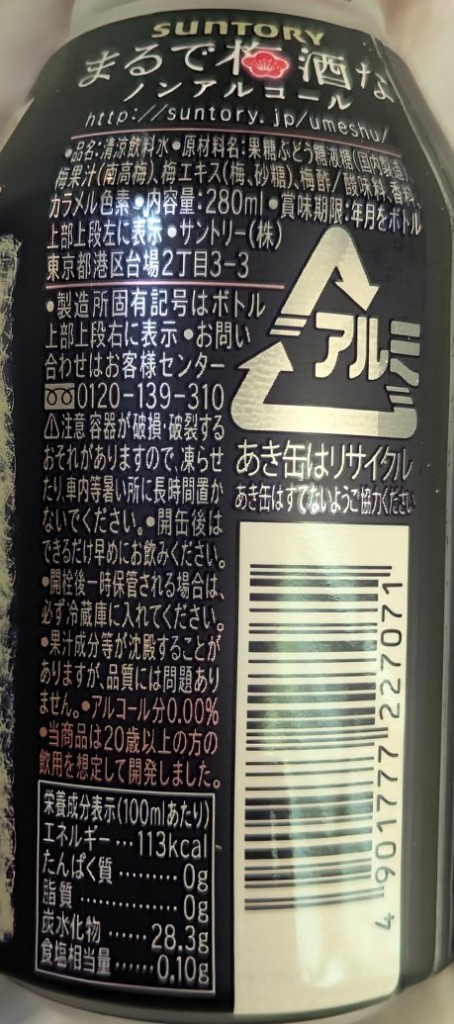 SUNTORY
まるで梅酒な
ノンアルコール
http://suntory.jp/umeshu/
•品名：清涼飲料水•原材料名：果糖ぶどう糖液糖(国内製造)、
梅果汁(南高梅)、梅エキス(梅、砂糖)、梅酢/酸味料、香料、
カラメル色素•内容量：280ml•賞味期限：年月をボトル
上部上段左に表示•サントリー(株)
東京都港区台場2丁目3-3
•製造所固有記号はボトル
上部上段右に表示•お問い
合わせはお客様センター
0120-139-310
⚠注意 容器が破損・破裂する
おそれがありますので、凍らせ
たり、車内等暑い所に長時間置か
ないでください。•開缶後は
できるだけ早めにお飲みください。
•開栓後一時保管される場合は、
必ず冷蔵庫に入れてください。
•果汁成分等が沈殿することが
ありますが、品質には問題あり
ません。•アルコール分0.00%
•当商品は20歳以上の方の
飲用を想定して開発しました。
栄養成分表示(100mlあたり)
エネルギー…113kcal
たんぱく質………0g
脂質…………0g
炭水化物……28.3g
食塩相当量……0.10g
アルミ
あき缶はリサイクル
あき缶はすてないようご協力ください
4 901777 227071